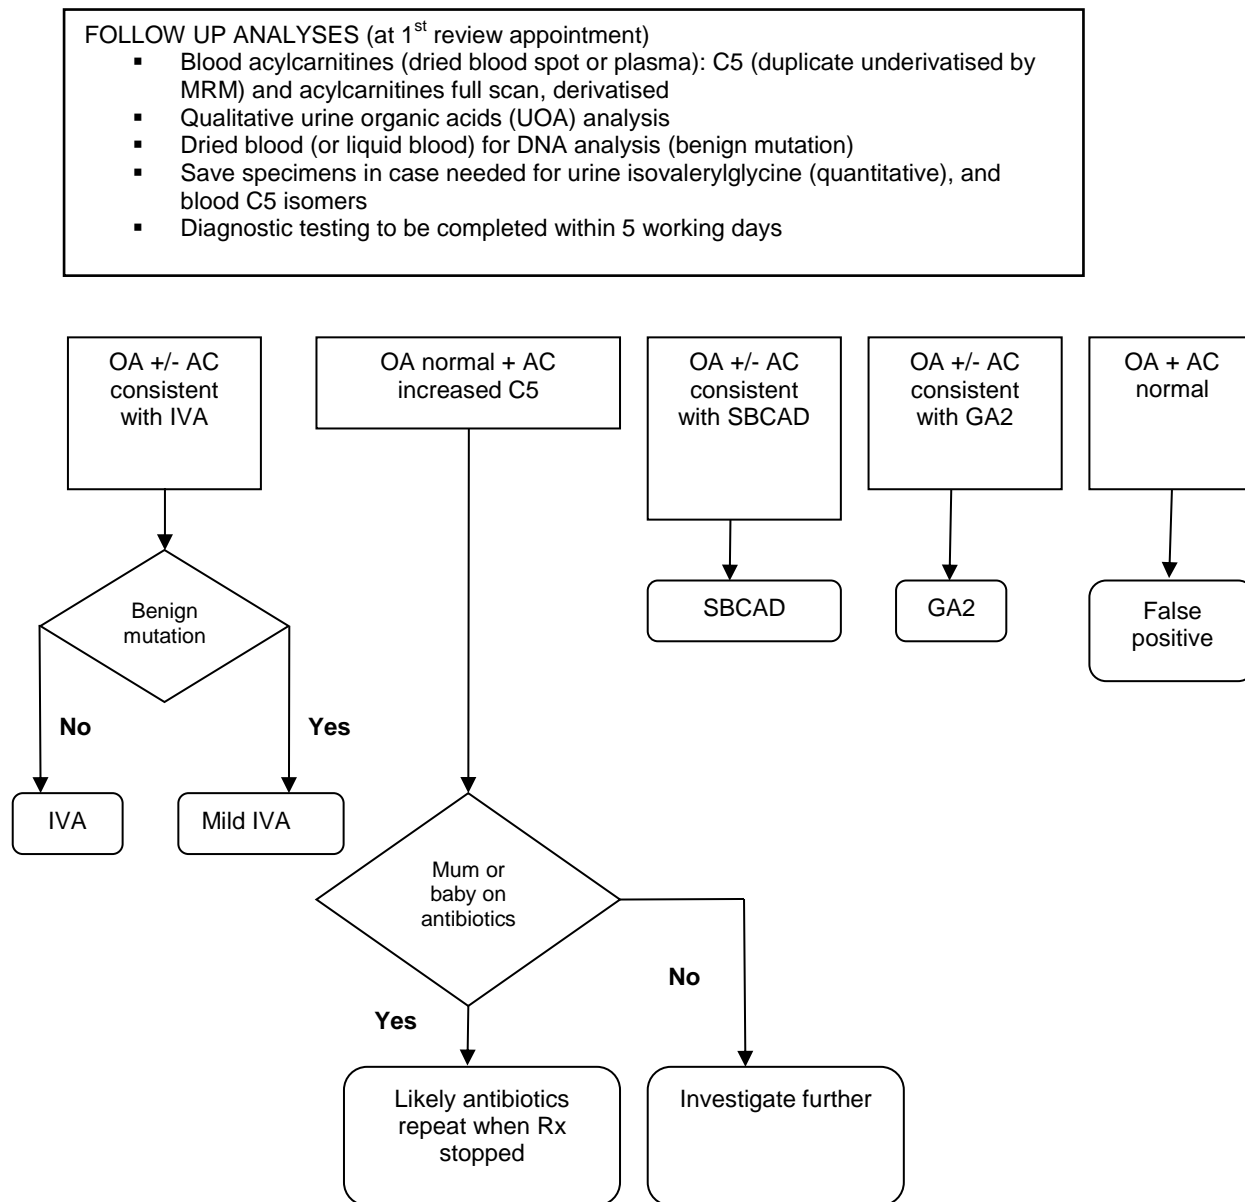 FOLLOW UP ANALYSES (at 1st review appointment)
▪ Blood acylcarnitines (dried blood spot or plasma): C5 (duplicate underivatised by
MRM) and acylcarnitines full scan, derivatised
▪ Qualitative urine organic acids (UOA) analysis
▪ Dried blood (or liquid blood) for DNA analysis (benign mutation)
▪ Save specimens in case needed for urine isovalerylglycine (quantitative), and
blood C5 isomers
▪ Diagnostic testing to be completed within 5 working days
OA +/- AC
consistent
with IVA
OA normal + AC
increased C5
OA +/- AC
consistent
with SBCAD
OA +/- AC
consistent
with GA2
OA + AC
normal
Benign
mutation
SBCAD
GA2
False
positive
No
Yes
IVA
Mild IVA
Mum or
baby on
antibiotics
No
Yes
Likely antibiotics
repeat when Rx
stopped
Investigate further